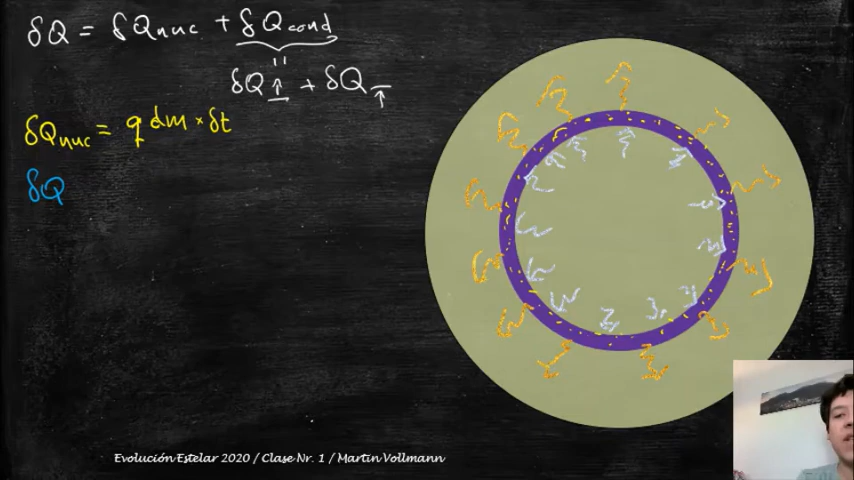 δQ = δQnuc + δQcond
"
δQ↑ + δQ↑
δQnuc = q dm × δt
δQ
Evolución Estelar 2020 / Clase Nr. 1 / Martin Vollmann